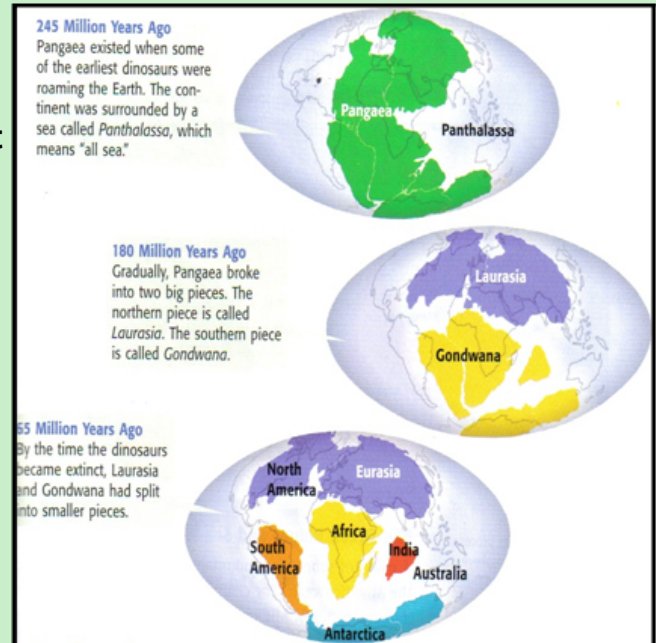 245 Million Years Ago
Pangaea existed when some
of the earliest dinosaurs were
roaming the Earth. The con-
tinent was surrounded by a
sea called Panthalassa, which
means "all sea."
Pangaea
Panthalassa
180 Million Years Ago
Gradually, Pangaea broke
into two big pieces. The
northern piece is called
Laurasia. The southern piece
is called Gondwana.
Laurasia
Gondwana
65 Million Years Ago
By the time the dinosaurs
became extinct, Laurasia
and Gondwana had split
into smaller pieces.
North
America
Eurasia
Africa
South
America
India
Australia
Antarctica